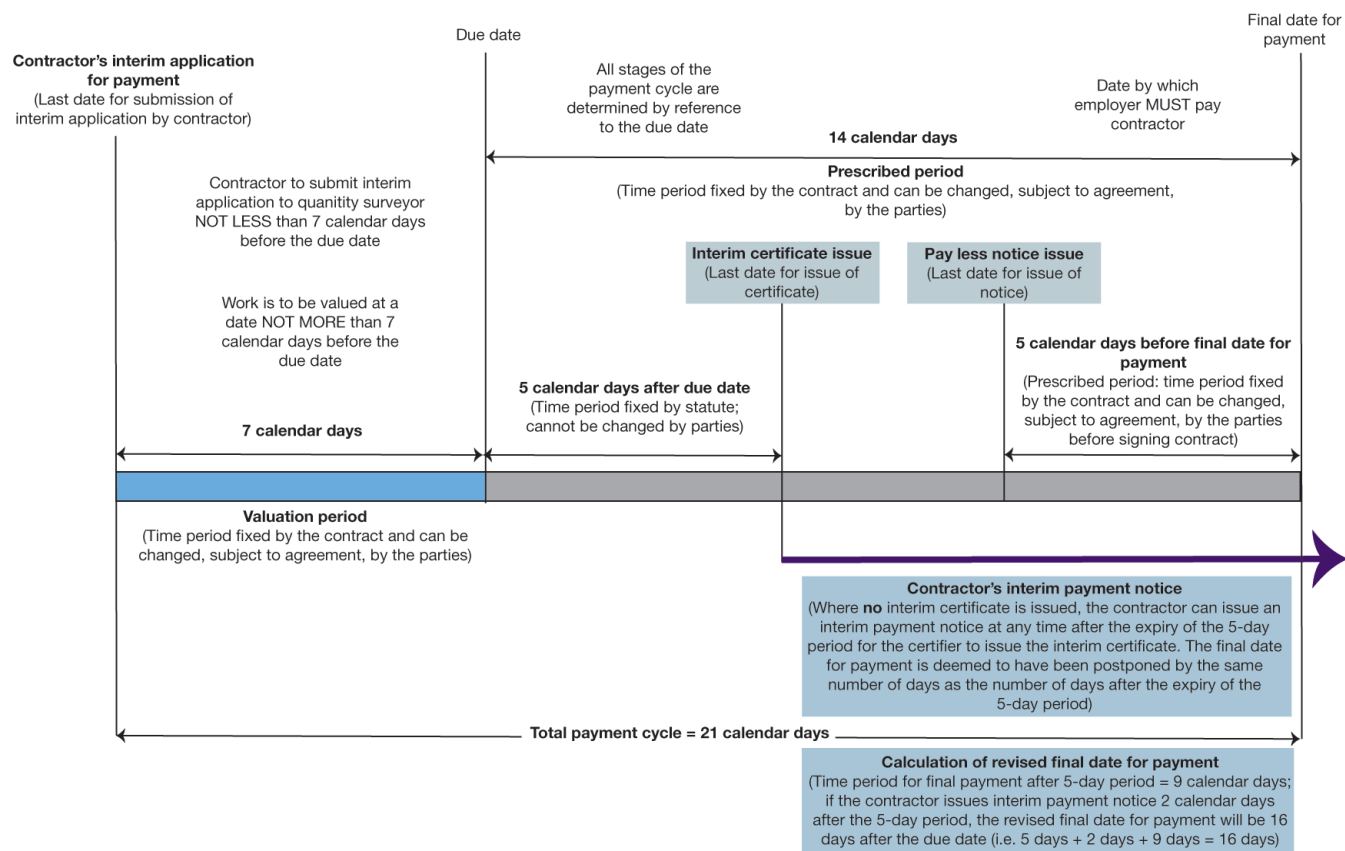 Contractor's interim application
for payment
(Last date for submission of
interim application by contractor)
Due date
Final date for
payment
All stages of the
payment cycle are
determined by reference
to the due date
Date by which
employer MUST pay
contractor
14 calendar days
Prescribed period
(Time period fixed by the contract and can be changed, subject to agreement,
by the parties)
Contractor to submit interim
application to quanitity surveyor
NOT LESS than 7 calendar days
before the due date
Work is to be valued at a
date NOT MORE than 7
calendar days before the
due date
Interim certificate issue
(Last date for issue of
certificate)
Pay less notice issue
(Last date for issue of
notice)
7 calendar days
5 calendar days after due date
(Time period fixed by statute;
cannot be changed by parties)
5 calendar days before final date for
payment
(Prescribed period: time period fixed
by the contract and can be changed,
subject to agreement, by the parties
before signing contract)
Valuation period
(Time period fixed by the contract and can be
changed, subject to agreement, by the parties)
Contractor's interim payment notice
(Where no interim certificate is issued, the contractor can issue an
interim payment notice at any time after the expiry of the 5-day
period for the certifier to issue the interim certificate. The final date
for payment is deemed to have been postponed by the same
number of days as the number of days after the expiry of the
5-day period)
Total payment cycle = 21 calendar days
Calculation of revised final date for payment
(Time period for final payment after 5-day period = 9 calendar days;
if the contractor issues interim payment notice 2 calendar days
after the 5-day period, the revised final date for payment will be 16
days after the due date (i.e. 5 days + 2 days + 9 days = 16 days)